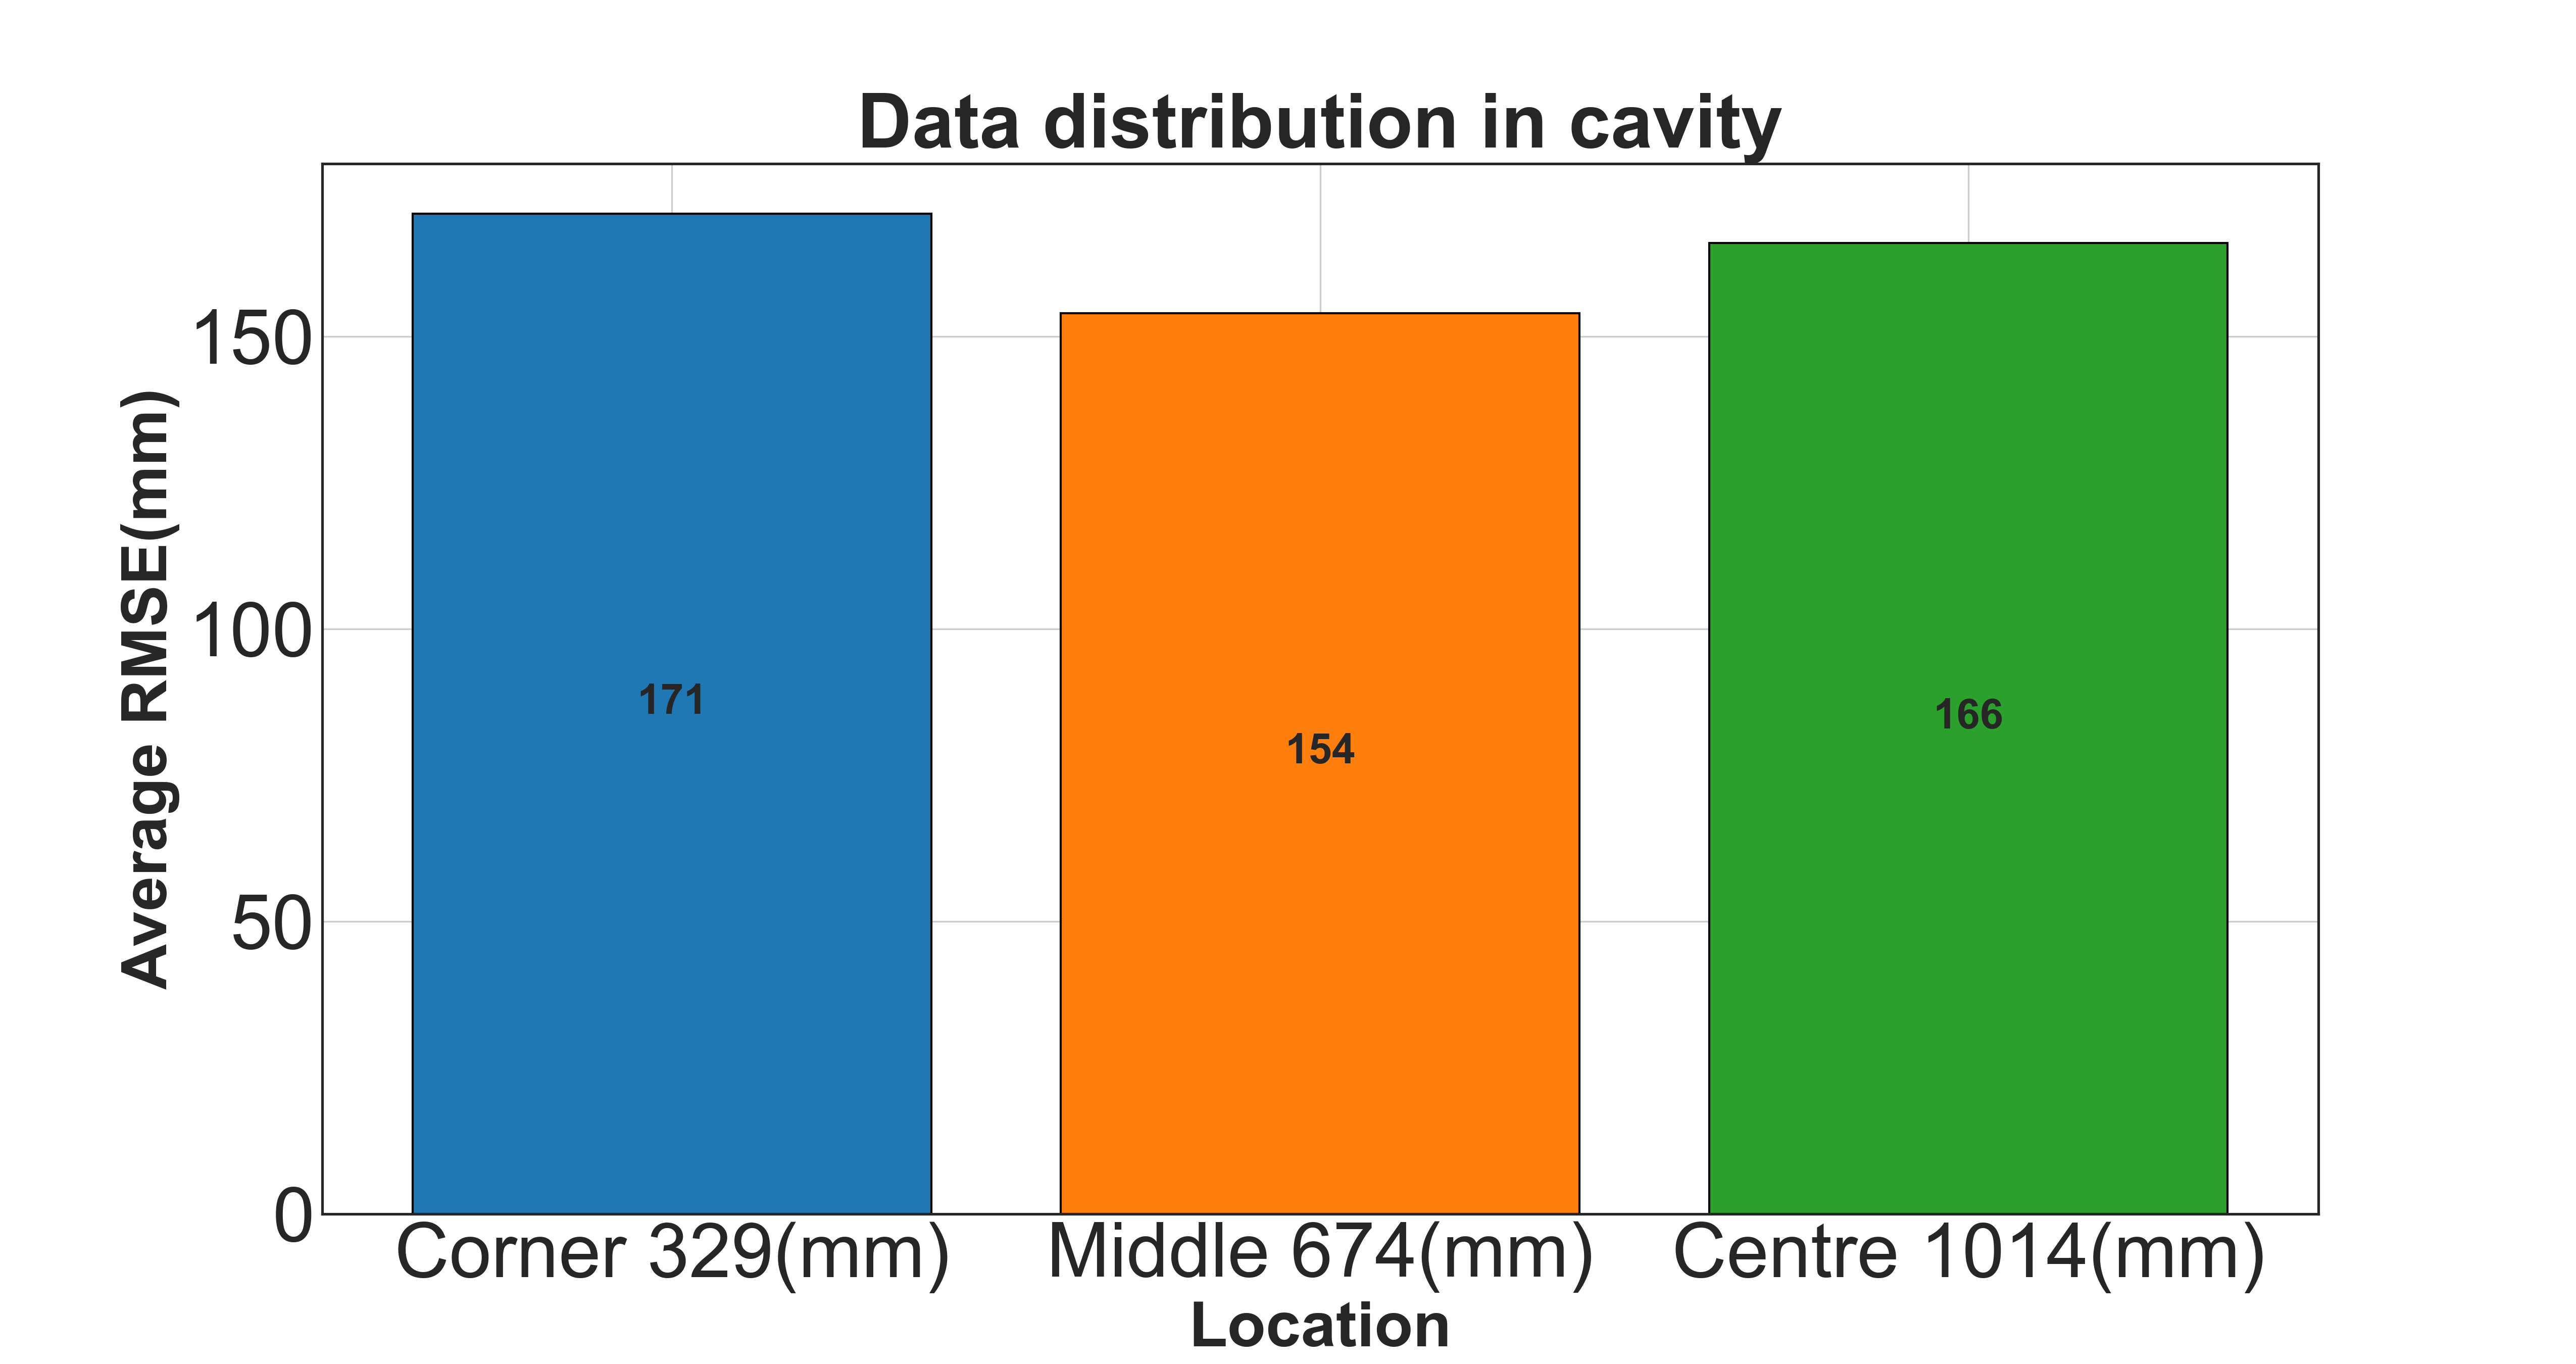 Data distribution in cavity
Average RMSE(mm)
150
100
50
0
171
154
166
Corner 329(mm)
Middle 674(mm)
Centre 1014(mm)
Location